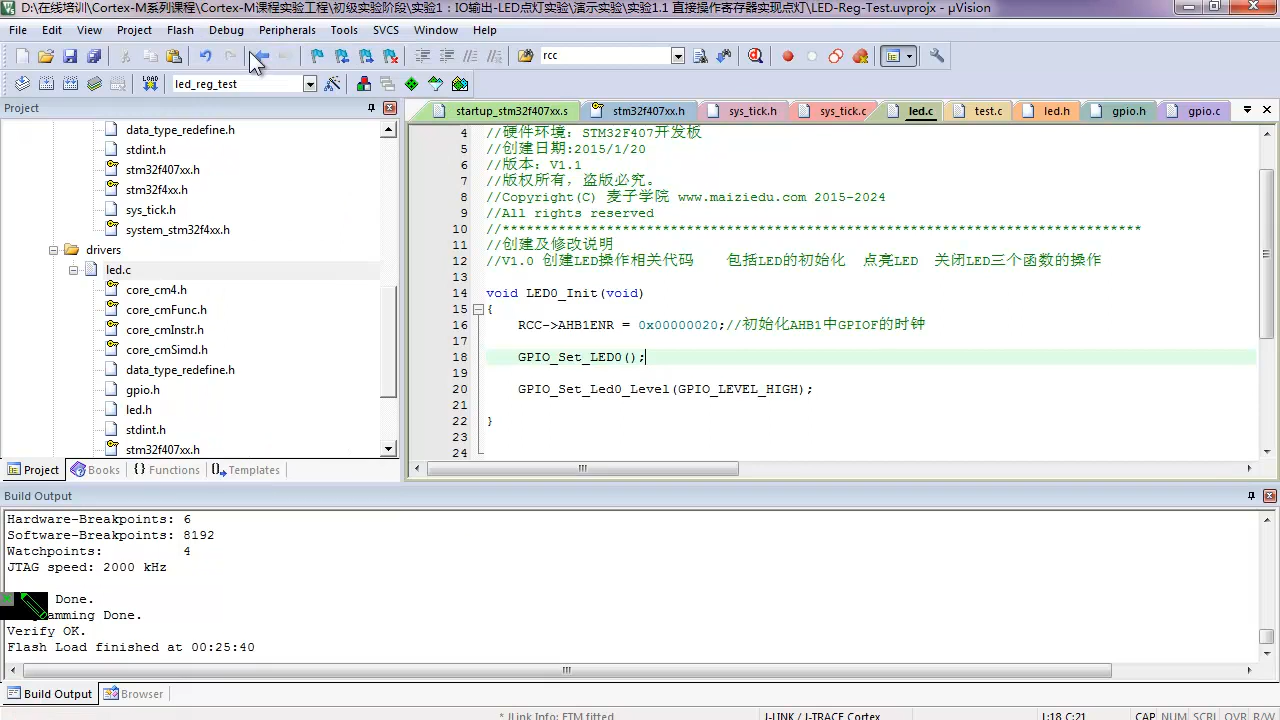 D:\在线培训\Cortex-M系列课程\Cortex-M课程实验工程\初级实验阶段\实验1：IO输出-LED点灯实验\演示实验\实验1.1 直接操作寄存器实现点灯\LED-Reg-Test.uvprojx - µVision
File Edit View Project Flash Debug Peripherals Tools SVCS Window Help
rcc
LOAD led_reg_test
Project
startup_stm32f407xx.s stm32f407xx.h sys_tick.h sys_tick.c led.c test.c led.h gpio.h gpio.c
data_type_redefine.h
stdint.h
stm32f407xx.h
stm32f4xx.h
sys_tick.h
system_stm32f4xx.h
drivers
led.c
core_cm4.h
core_cmFunc.h
core_cmInstr.h
core_cmSimd.h
data_type_redefine.h
gpio.h
led.h
stdint.h
stm32f407xx.h
Project Books Functions Templates
4 //硬件环境：STM32F407开发板
5 //创建日期:2015/1/20
6 //版本：V1.1
7 //版权所有，盗版必究。
8 //Copyright(C) 麦子学院 www.maiziedu.com 2015-2024
9 //All rights reserved
10 //********************************************************************************
11 //创建及修改说明
12 //V1.0 创建LED操作相关代码 包括LED的初始化 点亮LED 关闭LED三个函数的操作
13
14 void LED0_Init(void)
15 {
16 RCC->AHB1ENR = 0x00000020;//初始化AHB1中GPIOF的时钟
17
18 GPIO_Set_LED0();
19
20 GPIO_Set_Led0_Level(GPIO_LEVEL_HIGH);
21
22 }
23
24
Build Output
Hardware-Breakpoints: 6
Software-Breakpoints: 8192
Watchpoints: 4
JTAG speed: 2000 kHz
Done.
Done.
Verify OK.
Flash Load finished at 00:25:40
Build Output Browser
* JLink Info: ETM fitted J-LINK / J-TRACE Cortex L:18 C:21 CAP NUM SCRL OVR R/W